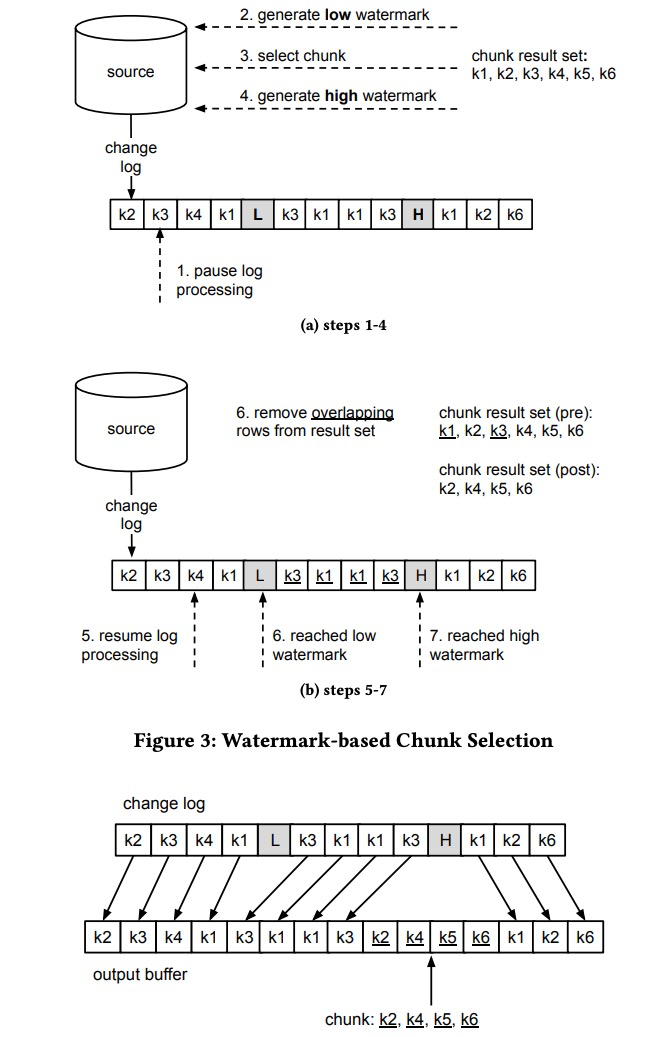 2. generate low watermark
source
3. select chunk
chunk result set:
k1, k2, k3, k4, k5, k6
4. generate high watermark
change
log
k2 k3 k4 k1 L k3 k1 k1 k3 H k1 k2 k6
1. pause log
processing
(a) steps 1-4
source
6. remove overlapping
rows from result set
chunk result set (pre):
k1, k2, k3, k4, k5, k6
chunk result set (post):
k2, k4, k5, k6
change
log
k2 k3 k4 k1 L k3 k1 k1 k3 H k1 k2 k6
5. resume log
processing
6. reached low
watermark
7. reached high
watermark
(b) steps 5-7
Figure 3: Watermark-based Chunk Selection
change log
k2 k3 k4 k1 L k3 k1 k1 k3 H k1 k2 k6
k2 k3 k4 k1 k3 k1 k1 k3 k2 k4 k5 k6 k1 k2 k6
output buffer
chunk: k2, k4, k5, k6